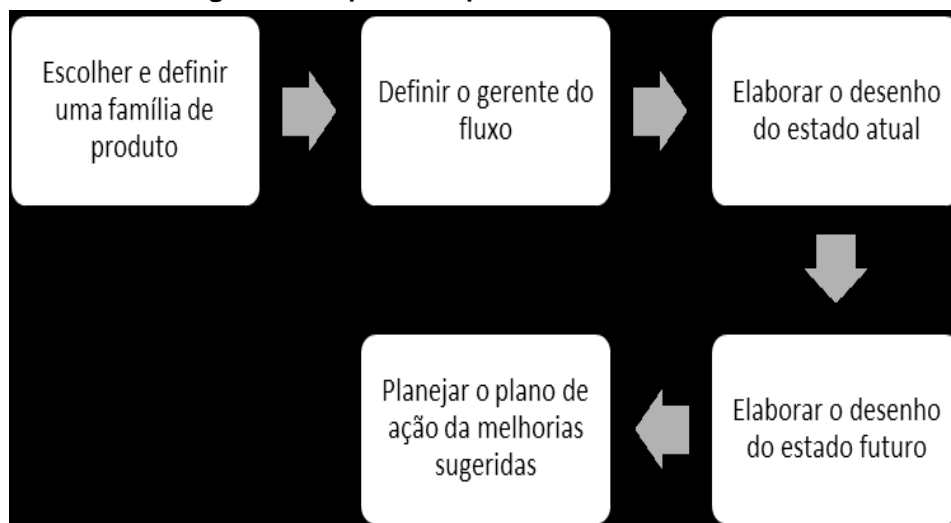 Escolher e definir
uma família de
produto
Definir o gerente do
fluxo
Elaborar o desenho
do estado atual
Elaborar o desenho
do estado futuro
Planejar o plano de
ação da melhorias
sugeridas